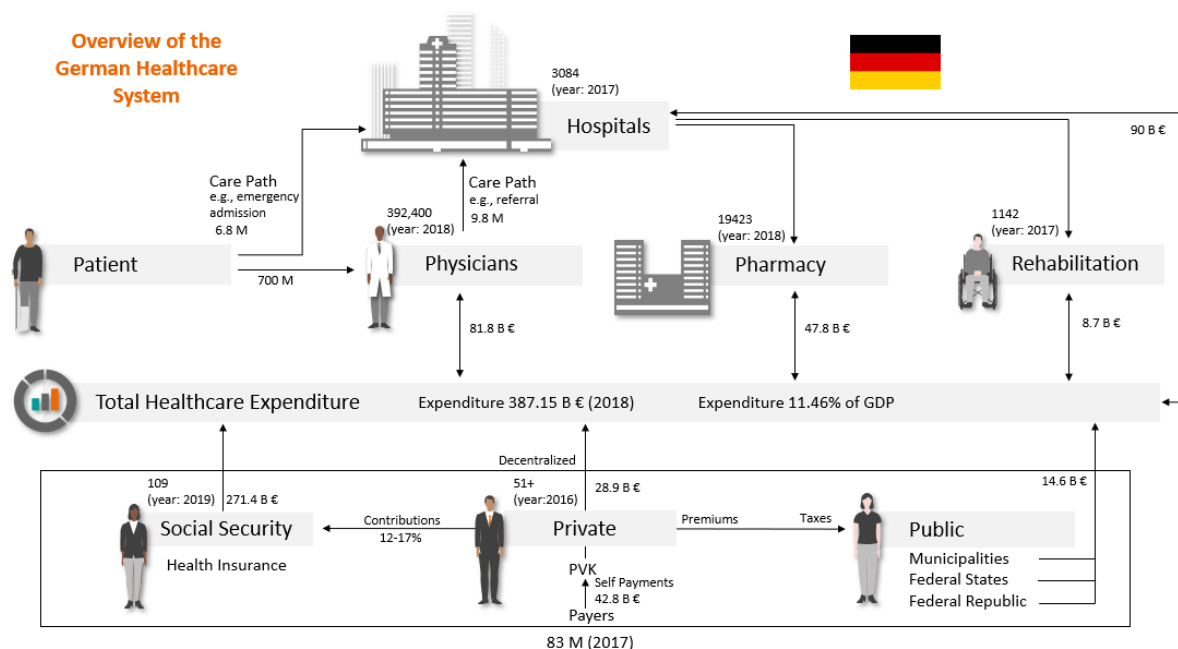 Overview of the
German Healthcare
System
3084
(year: 2017)
Hospitals
90 B €
Care Path
e.g., emergency
admission
6.8 M
Care Path
e.g., referral
9.8 M
392,400
(year: 2018)
19423
(year: 2018)
1142
(year: 2017)
Patient
700 M
Physicians
Pharmacy
Rehabilitation
81.8 B €
47.8 B €
8.7 B €
Total Healthcare Expenditure
Expenditure 387.15 B € (2018)
Expenditure 11.46% of GDP
Decentralized
109
(year: 2019)
271.4 B €
51+
(year:2016)
28.9 B €
14.6 B €
Social Security
Contributions
12-17%
Private
Premiums
Taxes
Public
Health Insurance
PVK
Self Payments
42.8 B €
Payers
Municipalities
Federal States
Federal Republic
83 M (2017)